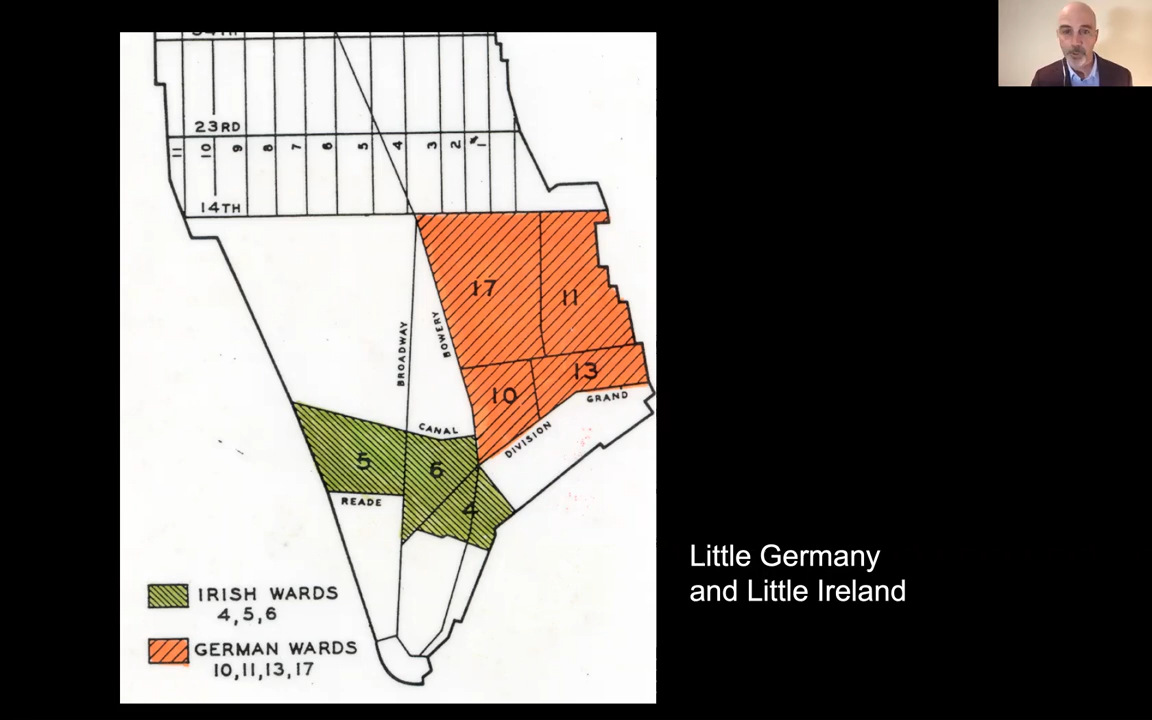 23RD
11 10 9 8 7 6 5 4 3 2 1
14TH
17
11
BROADWAY
BOWERY
10
13
GRAND
CANAL
DIVISION
5
6
4
READE
IRISH WARDS
4,5,6
GERMAN WARDS
10,11,13,17
Little Germany
and Little Ireland